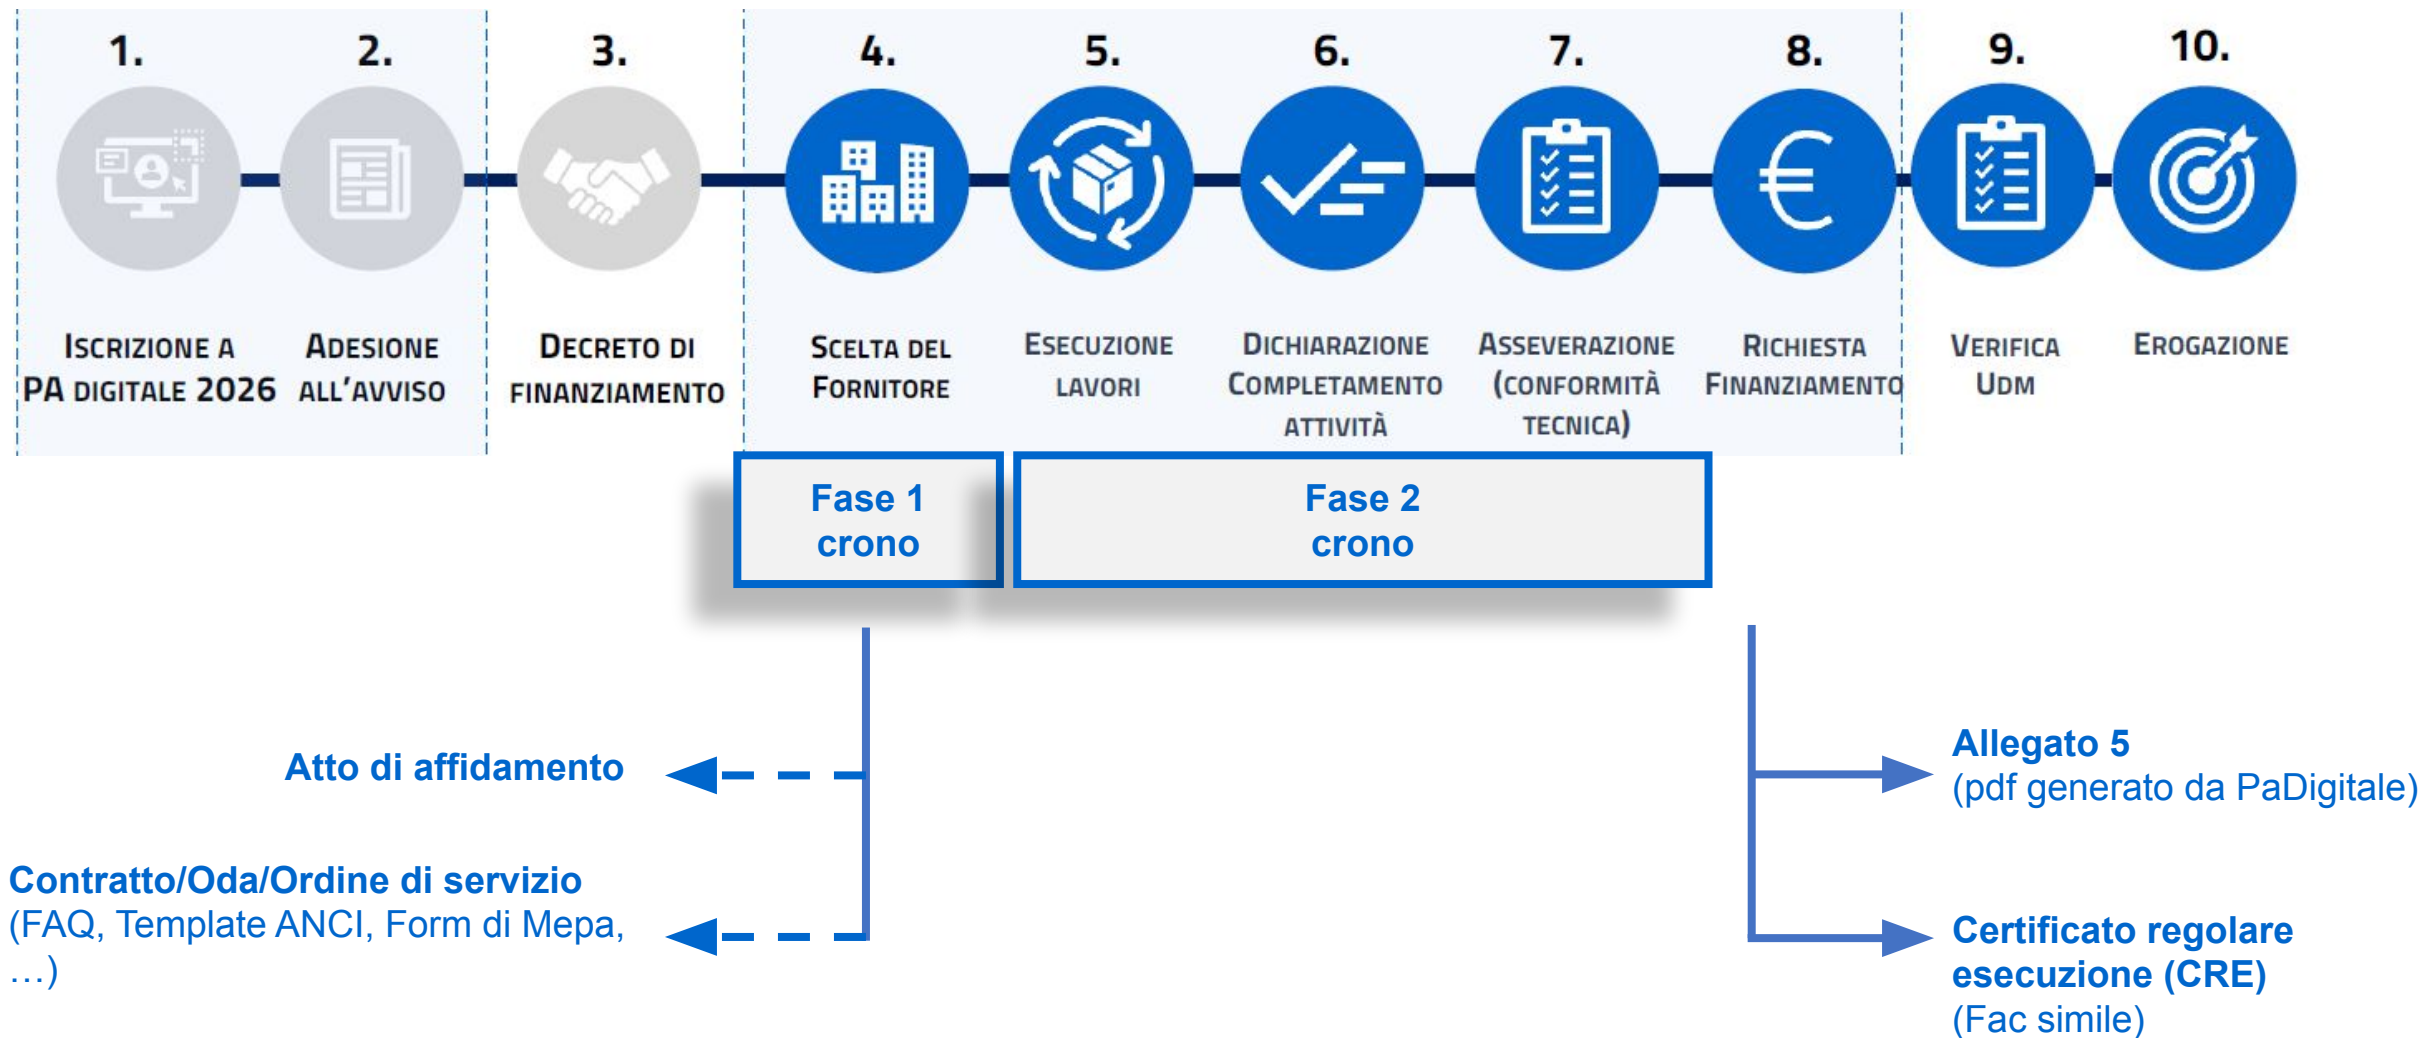 1.
2.
3.
4.
5.
6.
7.
8.
9.
10.
ISCRIZIONE A
PA DIGITALE 2026
ADESIONE
ALL'AVVISO
DECRETO DI
FINANZIAMENTO
SCELTA DEL
FORNITORE
ESECUZIONE
LAVORI
DICHIARAZIONE
COMPLETAMENTO
ATTIVITÀ
ASSEVERAZIONE
(CONFORMITÀ
TECNICA)
RICHIESTA
FINANZIAMENTO
VERIFICA
UDM
EROGAZIONE
Fase 1
crono
Fase 2
crono
Atto di affidamento
Contratto/Oda/Ordine di servizio
(FAQ, Template ANCI, Form di Mepa,
…)
Allegato 5
(pdf generato da PaDigitale)
Certificato regolare
esecuzione (CRE)
(Fac simile)